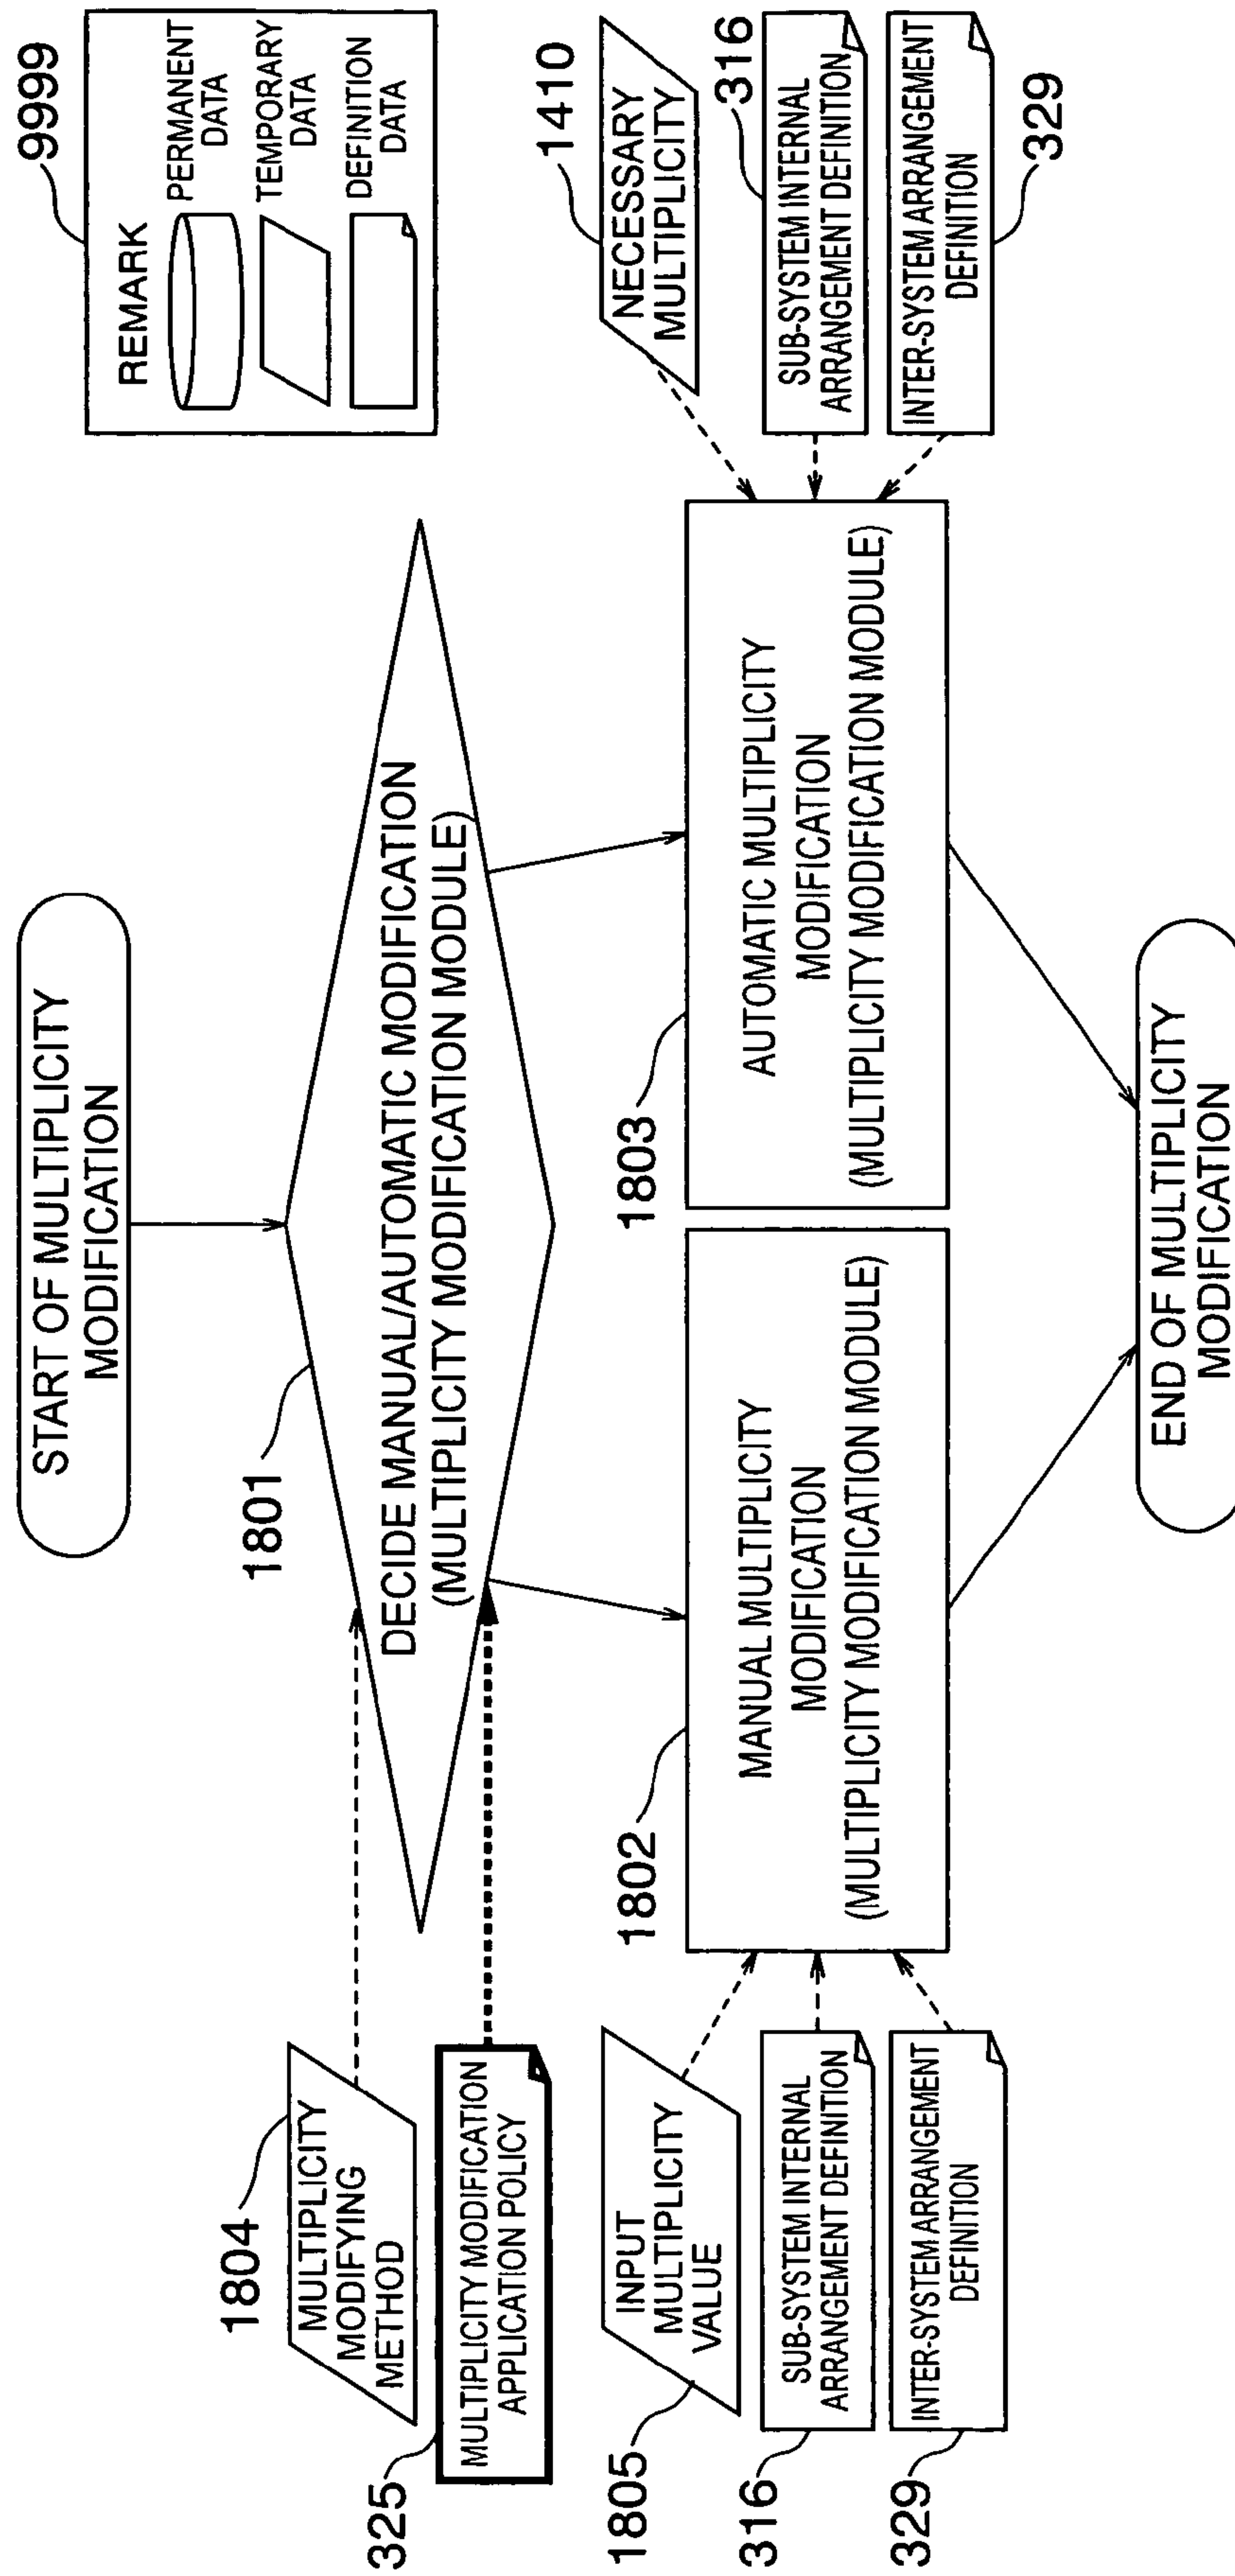 START OF MULTIPLICITY
MODIFICATION
9999
REMARK
PERMANENT
DATA
TEMPORARY
DATA
DEFINITION
DATA
1801
DECIDE MANUAL/AUTOMATIC MODIFICATION
(MULTIPLICITY MODIFICATION MODULE)
1804
MULTIPLICITY
MODIFYING
METHOD
325
MULTIPLICITY MODIFICATION
APPLICATION POLICY
1805
INPUT
MULTIPLICITY
VALUE
316
SUB-SYSTEM INTERNAL
ARRANGEMENT DEFINITION
329
INTER-SYSTEM ARRANGEMENT
DEFINITION
1802
MANUAL MULTIPLICITY
MODIFICATION
(MULTIPLICITY MODIFICATION MODULE)
1803
AUTOMATIC MULTIPLICITY
MODIFICATION
(MULTIPLICITY MODIFICATION MODULE)
1410
NECESSARY
MULTIPLICITY
316
SUB-SYSTEM INTERNAL
ARRANGEMENT DEFINITION
INTER-SYSTEM ARRANGEMENT
DEFINITION
329
END OF MULTIPLICITY
MODIFICATION